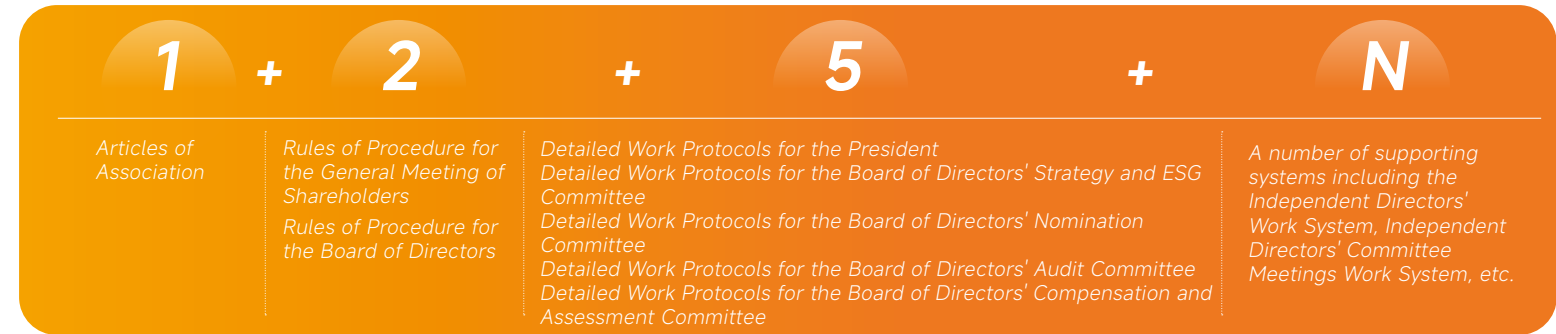 1 + 2 + 5 + N
Articles of
Association
Rules of Procedure for
the General Meeting of
Shareholders
Rules of Procedure for
the Board of Directors
Detailed Work Protocols for the President
Detailed Work Protocols for the Board of Directors' Strategy and ESG
Committee
Detailed Work Protocols for the Board of Directors' Nomination
Committee
Detailed Work Protocols for the Board of Directors' Audit Committee
Detailed Work Protocols for the Board of Directors' Compensation and
Assessment Committee
A number of supporting
systems including the
Independent Directors'
Work System, Independent
Directors' Committee
Meetings Work System, etc.